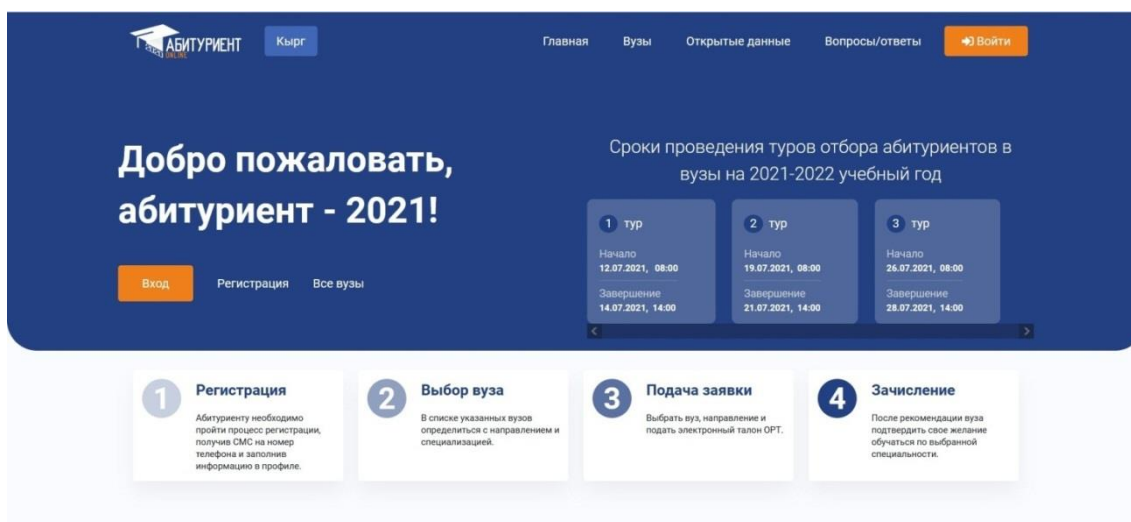 АБИТУРИЕНТ
ONLINE
Кырг
Главная
Вузы
Открытые данные
Вопросы/ответы
Войти
Добро пожаловать,
абитуриент - 2021!
Вход
Регистрация
Все вузы
Сроки проведения туров отбора абитуриентов в
вузы на 2021-2022 учебный год
1 тур
Начало
12.07.2021, 08:00
Завершение
14.07.2021, 14:00
2 тур
Начало
19.07.2021, 08:00
Завершение
21.07.2021, 14:00
3 тур
Начало
26.07.2021, 08:00
Завершение
28.07.2021, 14:00
1
Регистрация
Абитуриенту необходимо
пройти процесс регистрации,
получив СМС на номер
телефона и заполнив
информацию в профиле.
2
Выбор вуза
В списке указанных вузов
определиться с направлением и
специализацией.
3
Подача заявки
Выбрать вуз, направление и
подать электронный талон ОРТ.
4
Зачисление
После рекомендации вуза
подтвердить свое желание
обучаться по выбранной
специальности.